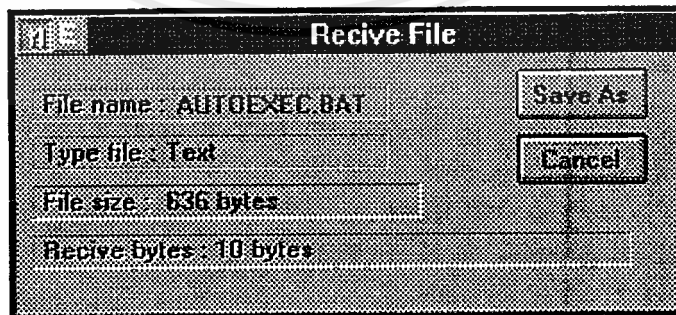 Recive File
File name : AUTOEXEC.BAT
Save As
Type file : Text
Cancel
File size : 636 bytes
Recive bytes : 10 bytes